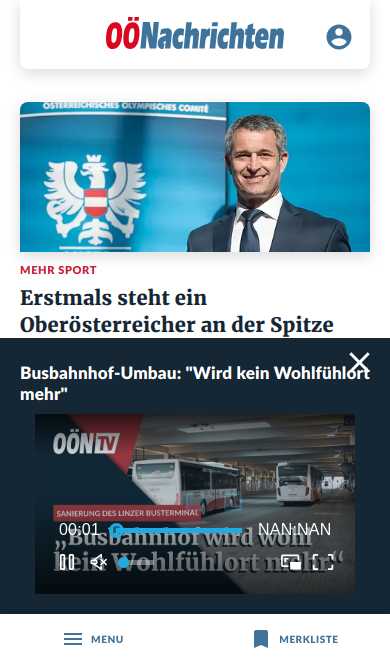 OÖNachrichten
ÖSTERREICHISCHES OLYMPISCHES COMITÉ
MEHR SPORT
Erstmals steht ein
Oberösterreicher an der Spitze
Busbahnhof-Umbau: "Wird kein Wohlfühlort
mehr"
OÖN TV
SANIERUNG DES LINZER BUSTERMINAL
00:01
NAN:NAN
„Busbahnhof wird wohl
kein Wohlfühlort mehr“
MENU
MERKLISTE